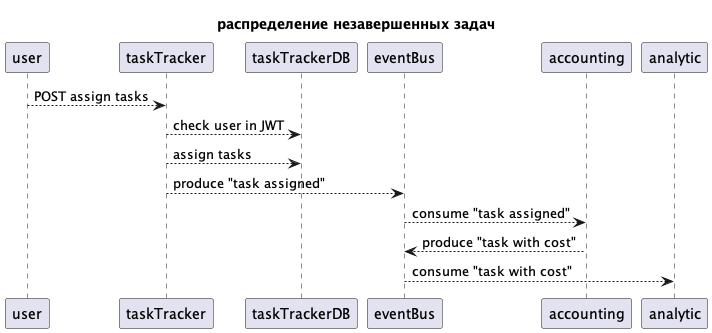 распределение незавершенных задач
user taskTracker taskTrackerDB eventBus accounting analytic
POST assign tasks
check user in JWT
assign tasks
produce "task assigned"
consume "task assigned"
produce "task with cost"
consume "task with cost"
user taskTracker taskTrackerDB eventBus accounting analytic